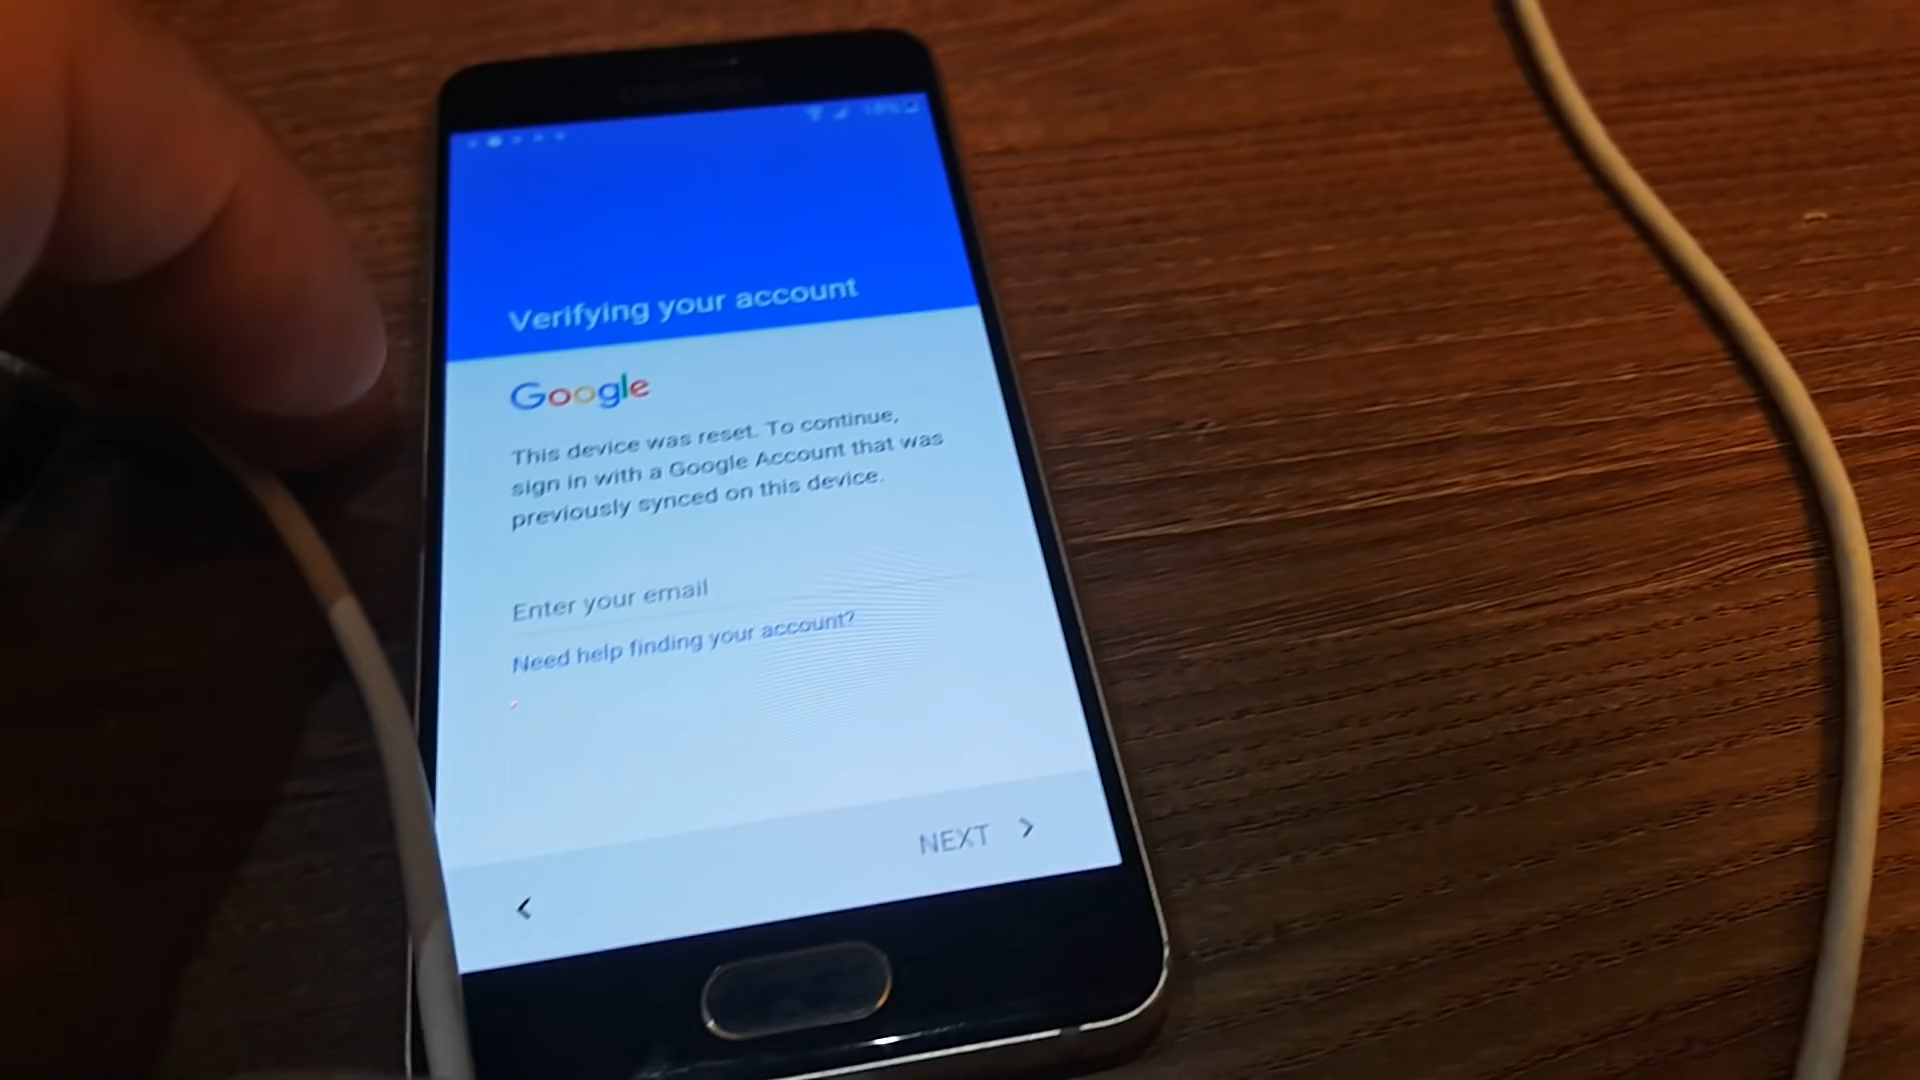 Verifying your account
Google
This device was reset. To continue,
sign in with a Google Account that was
previously synced on this device.
Enter your email
Need help finding your account?
NEXT